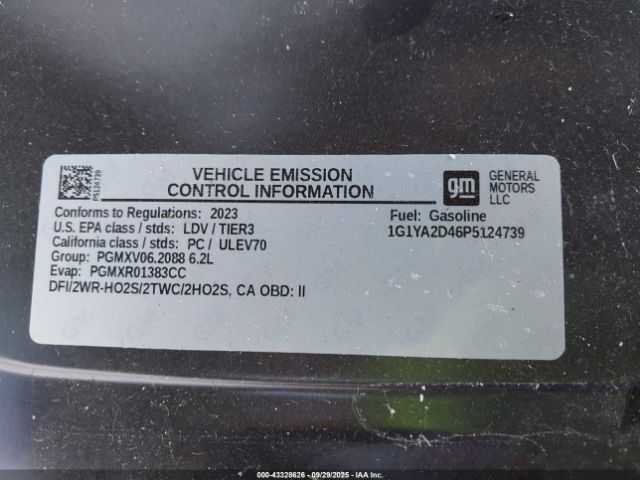 P5124739
VEHICLE EMISSION
CONTROL INFORMATION
gm
GENERAL
MOTORS
LLC
Conforms to Regulations: 2023
U.S. EPA class / stds: LDV / TIER3
California class / stds: PC / ULEV70
Group: PGMXV06.2088 6.2L
Evap: PGMXR01383CC
DFI/2WR-HO2S/2TWC/2HO2S, CA OBD: II
Fuel: Gasoline
1G1YA2D46P5124739
000-43328626 - 09/29/2025 - IAA Inc.